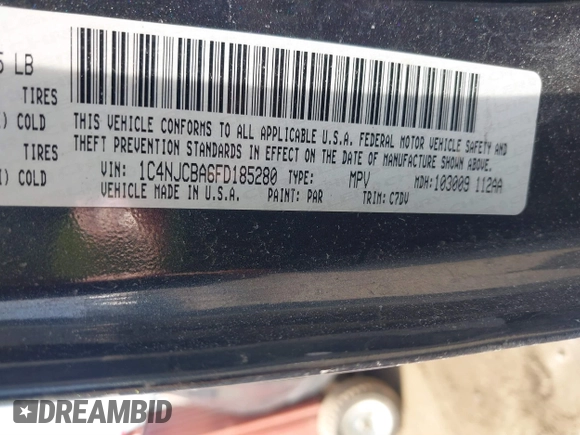 5 LB
TIRES
) COLD
TIRES
) COLD
THIS VEHICLE CONFORMS TO ALL APPLICABLE U.S.A. FEDERAL MOTOR VEHICLE SAFETY AND
THEFT PREVENTION STANDARDS IN EFFECT ON THE DATE OF MANUFACTURE SHOWN ABOVE.
VIN: 1C4NJCBA6FD185280 TYPE: MPV MDH: 103009 112AA
VEHICLE MADE IN U.S.A. PAINT: PAR TRIM: C7DV
DREAMBID